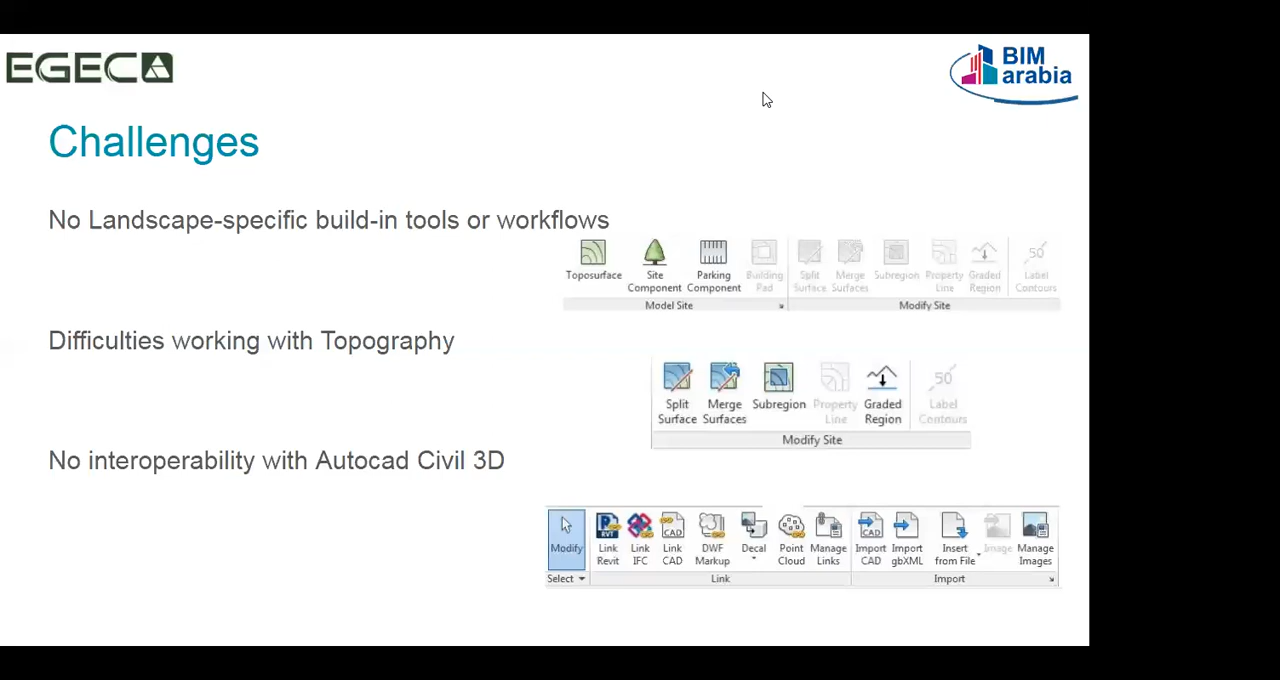 EGEC
BIM
arabia
Challenges
No Landscape-specific build-in tools or workflows
Toposurface Site Component Parking Component Building Pad Split Surface Merge Surfaces Subregion Property Line Graded Region 50 Label Contours
Model Site Modify Site
Difficulties working with Topography
Split Surface Merge Surfaces Subregion Property Line Graded Region 50 Label Contours
Modify Site
No interoperability with Autocad Civil 3D
Modify Link Revit Link IFC Link CAD DWF Markup Decal Point Cloud Manage Links Import CAD Import gbXML Insert from File Image Manage Images
Select Link Import